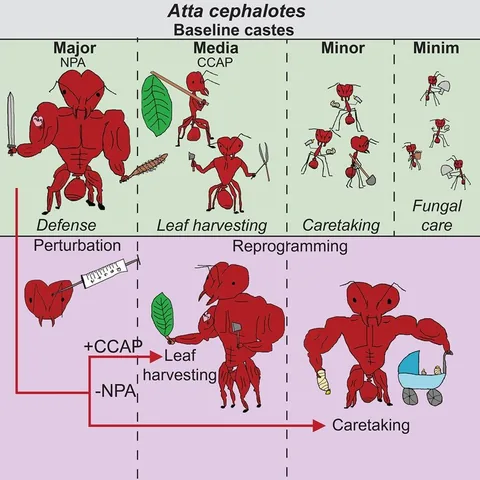 Atta cephalotes
Baseline castes
Major
NPA
Media
CCAP
Minor
Minim
Defense
Leaf harvesting
Caretaking
Fungal
care
Perturbation
Reprogramming
+CCAP
Leaf
harvesting
-NPA
Caretaking